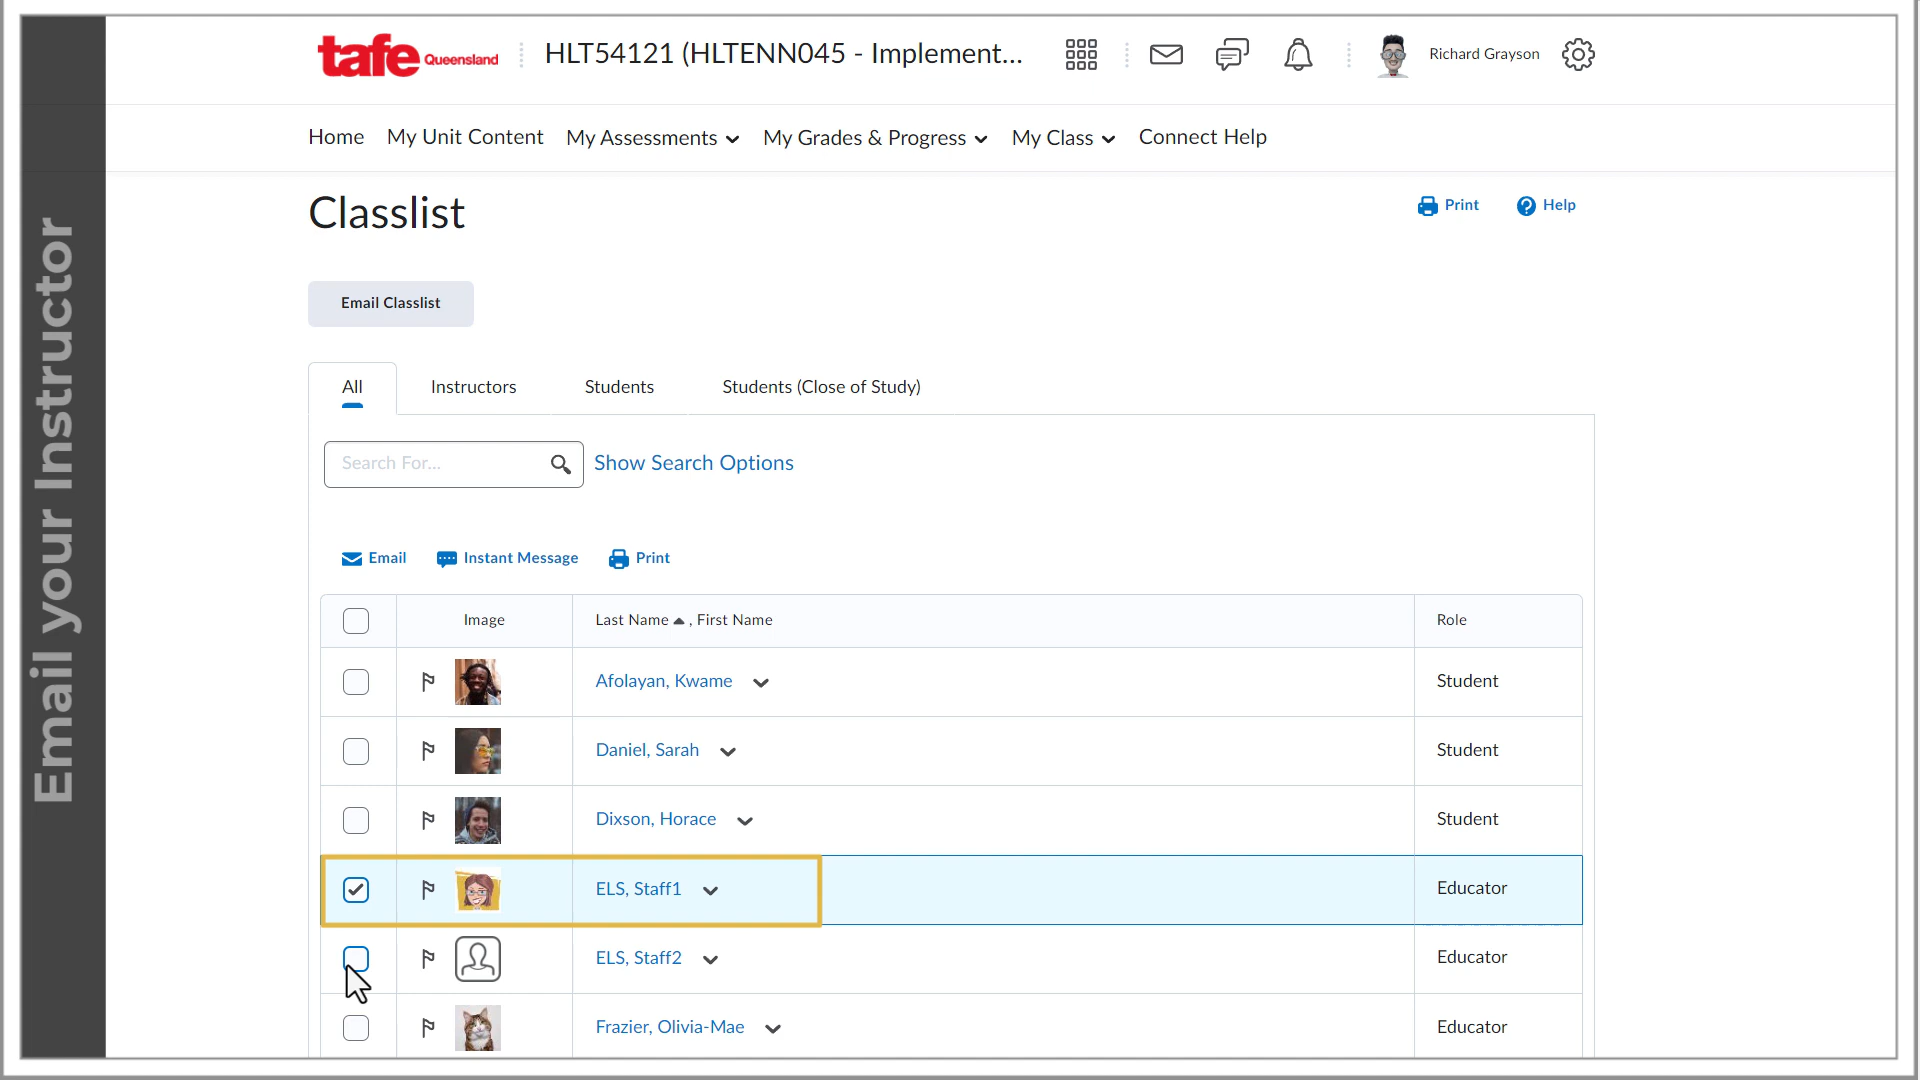 Email your Instructor
tafe Queensland
HLT54121 (HLTENN045 - Implement...
Richard Grayson
Home My Unit Content My Assessments My Grades & Progress My Class Connect Help
Classlist
Print Help
Email Classlist
All Instructors Students Students (Close of Study)
Search For... Show Search Options
Email Instant Message Print
Image Last Name , First Name Role
Afolayan, Kwame Student
Daniel, Sarah Student
Dixson, Horace Student
ELS, Staff1 Educator
ELS, Staff2 Educator
Frazier, Olivia-Mae Educator